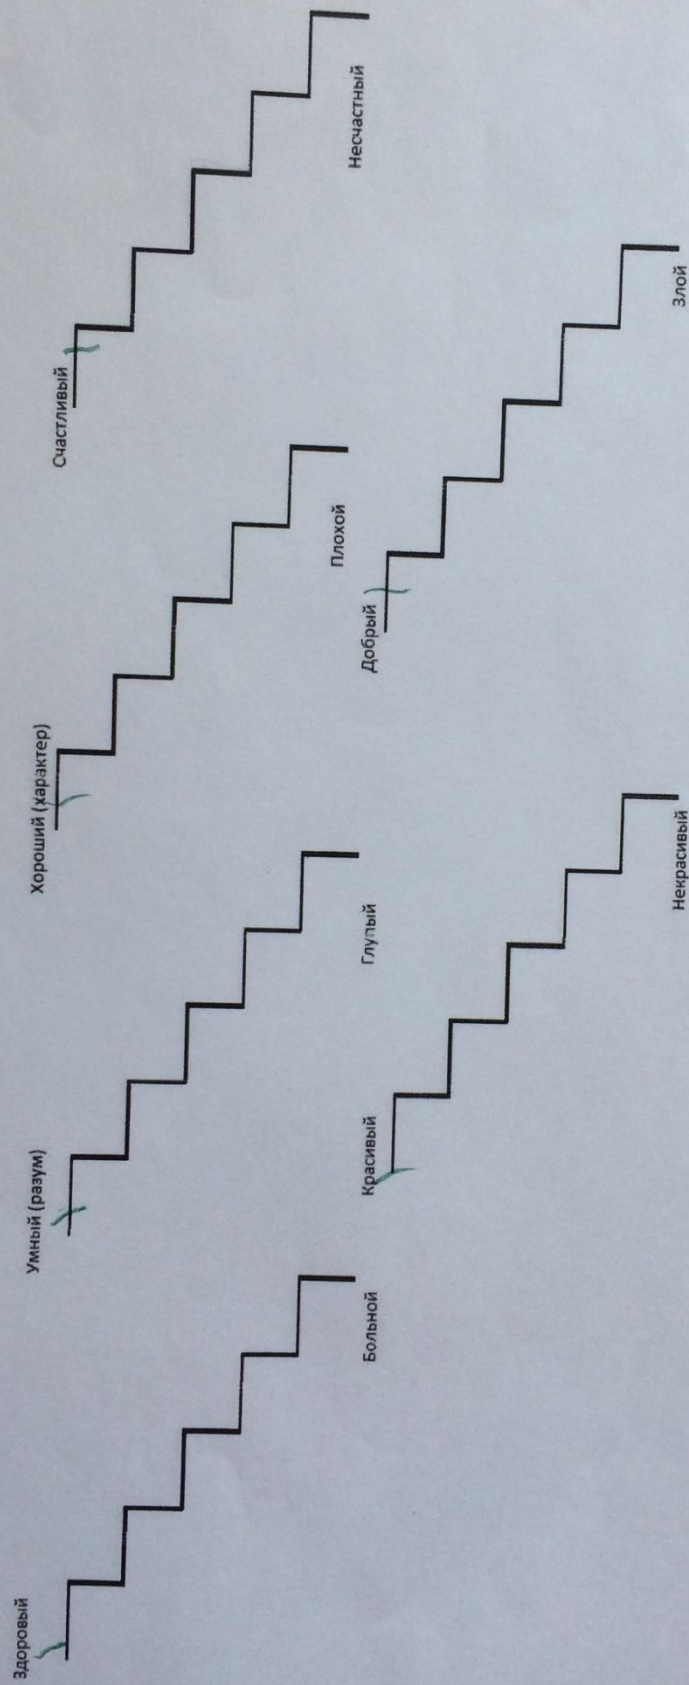 Здоровый
Больной
Умный (разум)
Глупый
Хороший (характер)
Плохой
Счастливый
Несчастный
Красивый
Некрасивый
Добрый
Злой